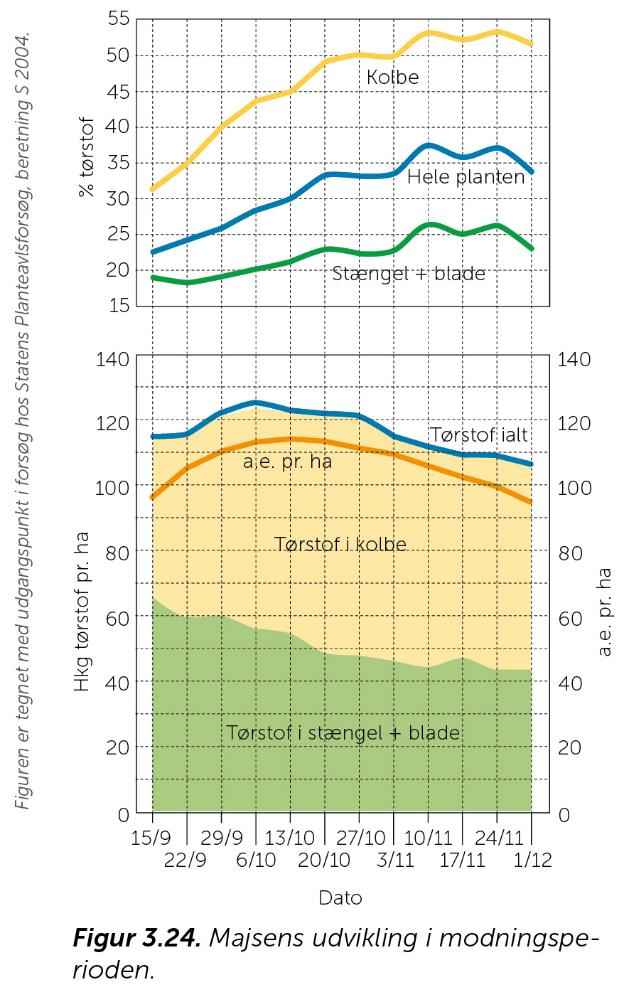 Figuren er tegnet med udgangspunkt i forsøg hos Statens Planteavlsforsøg, beretning S 2004.
% tørstof
55
50
45
40
35
30
25
20
15
Kolbe
Hele planten
Stængel + blade
Hkg tørstof pr. ha
140
120
100
80
60
40
20
0
Tørstof ialt
a.e. pr. ha
Tørstof i kolbe
Tørstof i stængel + blade
140
120
100
80
60
40
20
0
a.e. pr. ha
15/9 29/9 13/10 27/10 10/11 24/11
22/9 6/10 20/10 3/11 17/11 1/12
Dato
Figur 3.24. Majsens udvikling i modningspe-
rioden.